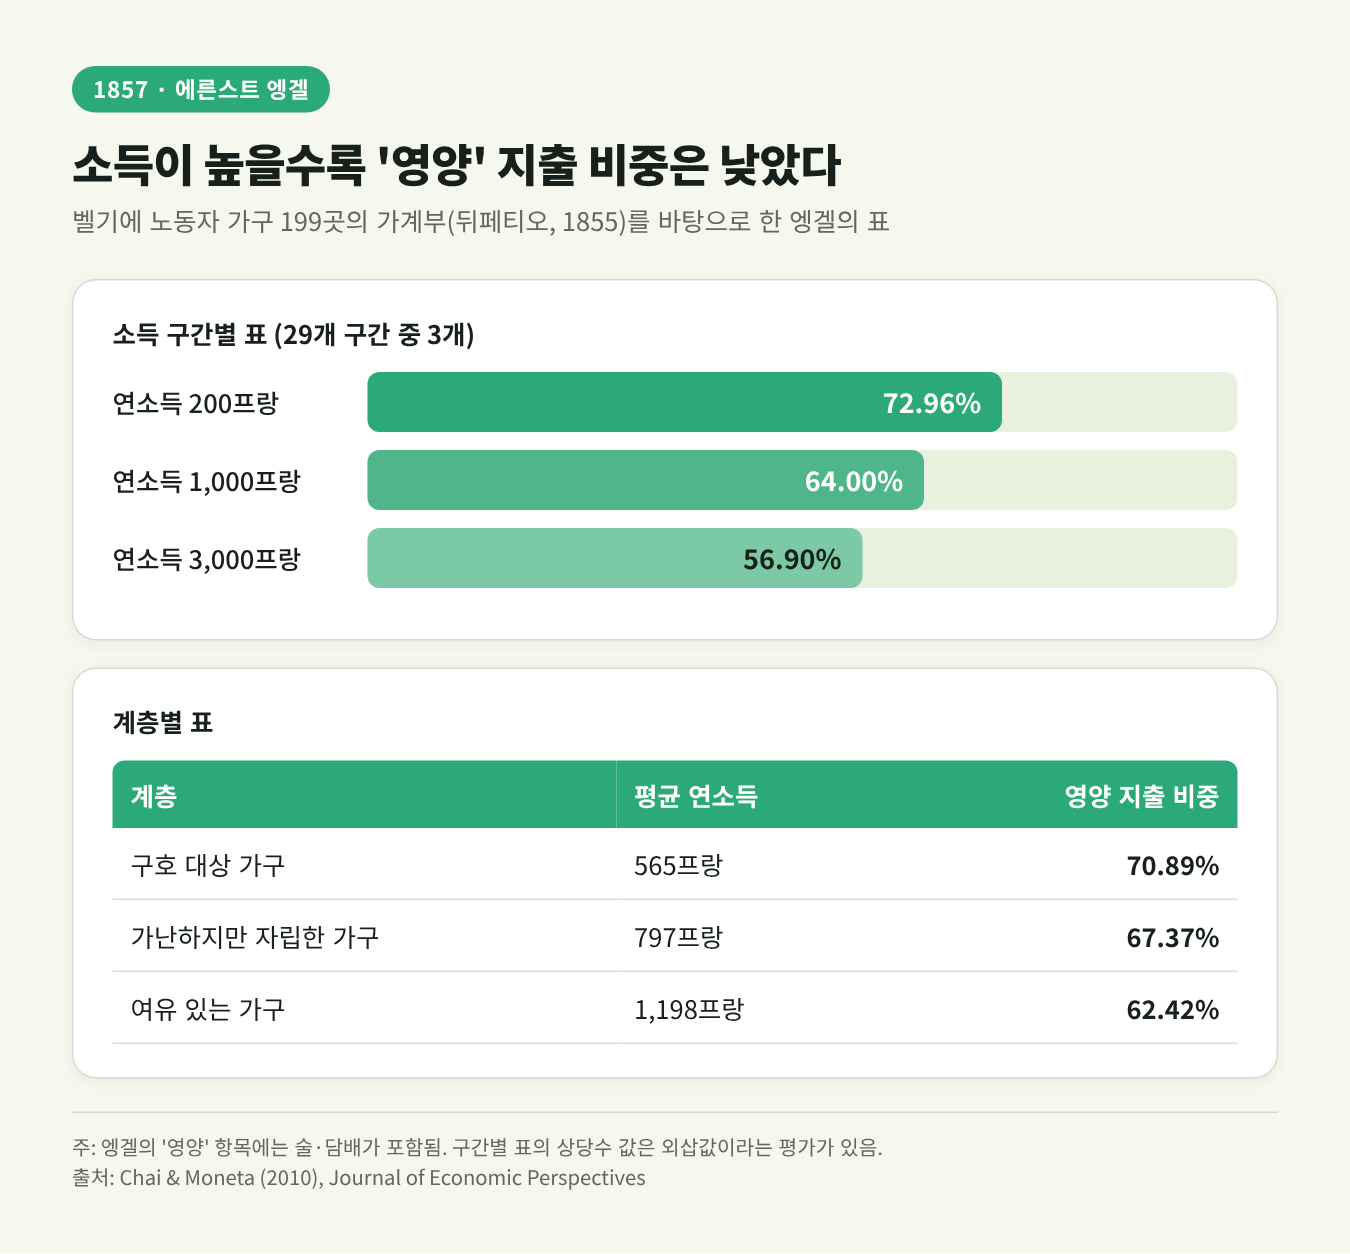 1857 · 에른스트 엥겔
소득이 높을수록 '영양' 지출 비중은 낮았다
벨기에 노동자 가구 199곳의 가계부(뒤페티오, 1855)를 바탕으로 한 엥겔의 표
소득 구간별 표 (29개 구간 중 3개)
연소득 200프랑 72.96%
연소득 1,000프랑 64.00%
연소득 3,000프랑 56.90%
계층별 표
계층 평균 연소득 영양 지출 비중
구호 대상 가구 565프랑 70.89%
가난하지만 자립한 가구 797프랑 67.37%
여유 있는 가구 1,198프랑 62.42%
주: 엥겔의 '영양' 항목에는 술·담배가 포함됨. 구간별 표의 상당수 값은 외삽값이라는 평가가 있음.
출처: Chai & Moneta (2010), Journal of Economic Perspectives